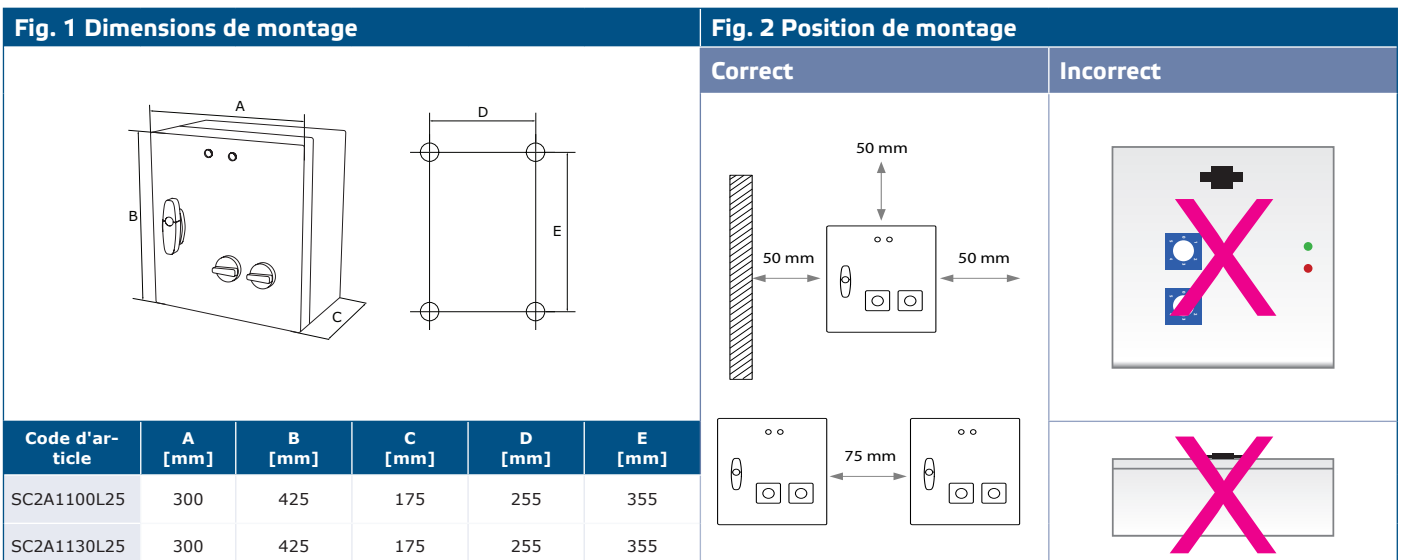 Fig. 1 Dimensions de montage
A
B
C
D
E
Code d'ar-
ticle
A
[mm]
B
[mm]
C
[mm]
D
[mm]
E
[mm]
SC2A1100L25 300 425 175 255 355
SC2A1130L25 300 425 175 255 355
Fig. 2 Position de montage
Correct
Incorrect
50 mm
50 mm
50 mm
75 mm